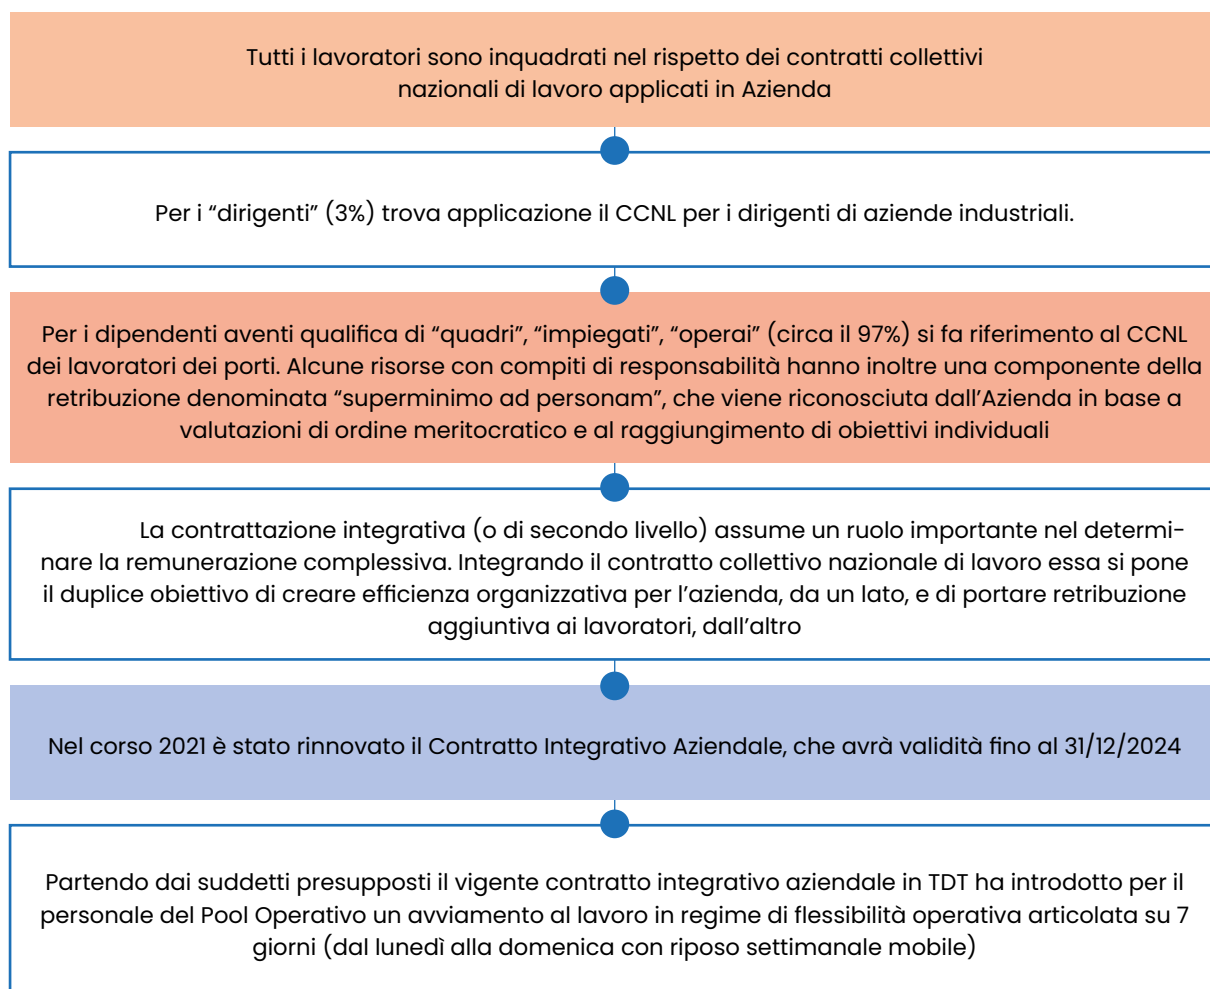 Tutti i lavoratori sono inquadrati nel rispetto dei contratti collettivi
nazionali di lavoro applicati in Azienda
Per i “dirigenti” (3%) trova applicazione il CCNL per i dirigenti di aziende industriali.
Per i dipendenti aventi qualifica di “quadri”, “impiegati”, “operai” (circa il 97%) si fa riferimento al CCNL
dei lavoratori dei porti. Alcune risorse con compiti di responsabilità hanno inoltre una componente della
retribuzione denominata “superminimo ad personam”, che viene riconosciuta dall’Azienda in base a
valutazioni di ordine meritocratico e al raggiungimento di obiettivi individuali
La contrattazione integrativa (o di secondo livello) assume un ruolo importante nel determi-
nare la remunerazione complessiva. Integrando il contratto collettivo nazionale di lavoro essa si pone
il duplice obiettivo di creare efficienza organizzativa per l’azienda, da un lato, e di portare retribuzione
aggiuntiva ai lavoratori, dall’altro
Nel corso 2021 è stato rinnovato il Contratto Integrativo Aziendale, che avrà validità fino al 31/12/2024
Partendo dai suddetti presupposti il vigente contratto integrativo aziendale in TDT ha introdotto per il
personale del Pool Operativo un avviamento al lavoro in regime di flessibilità operativa articolata su 7
giorni (dal lunedì alla domenica con riposo settimanale mobile)